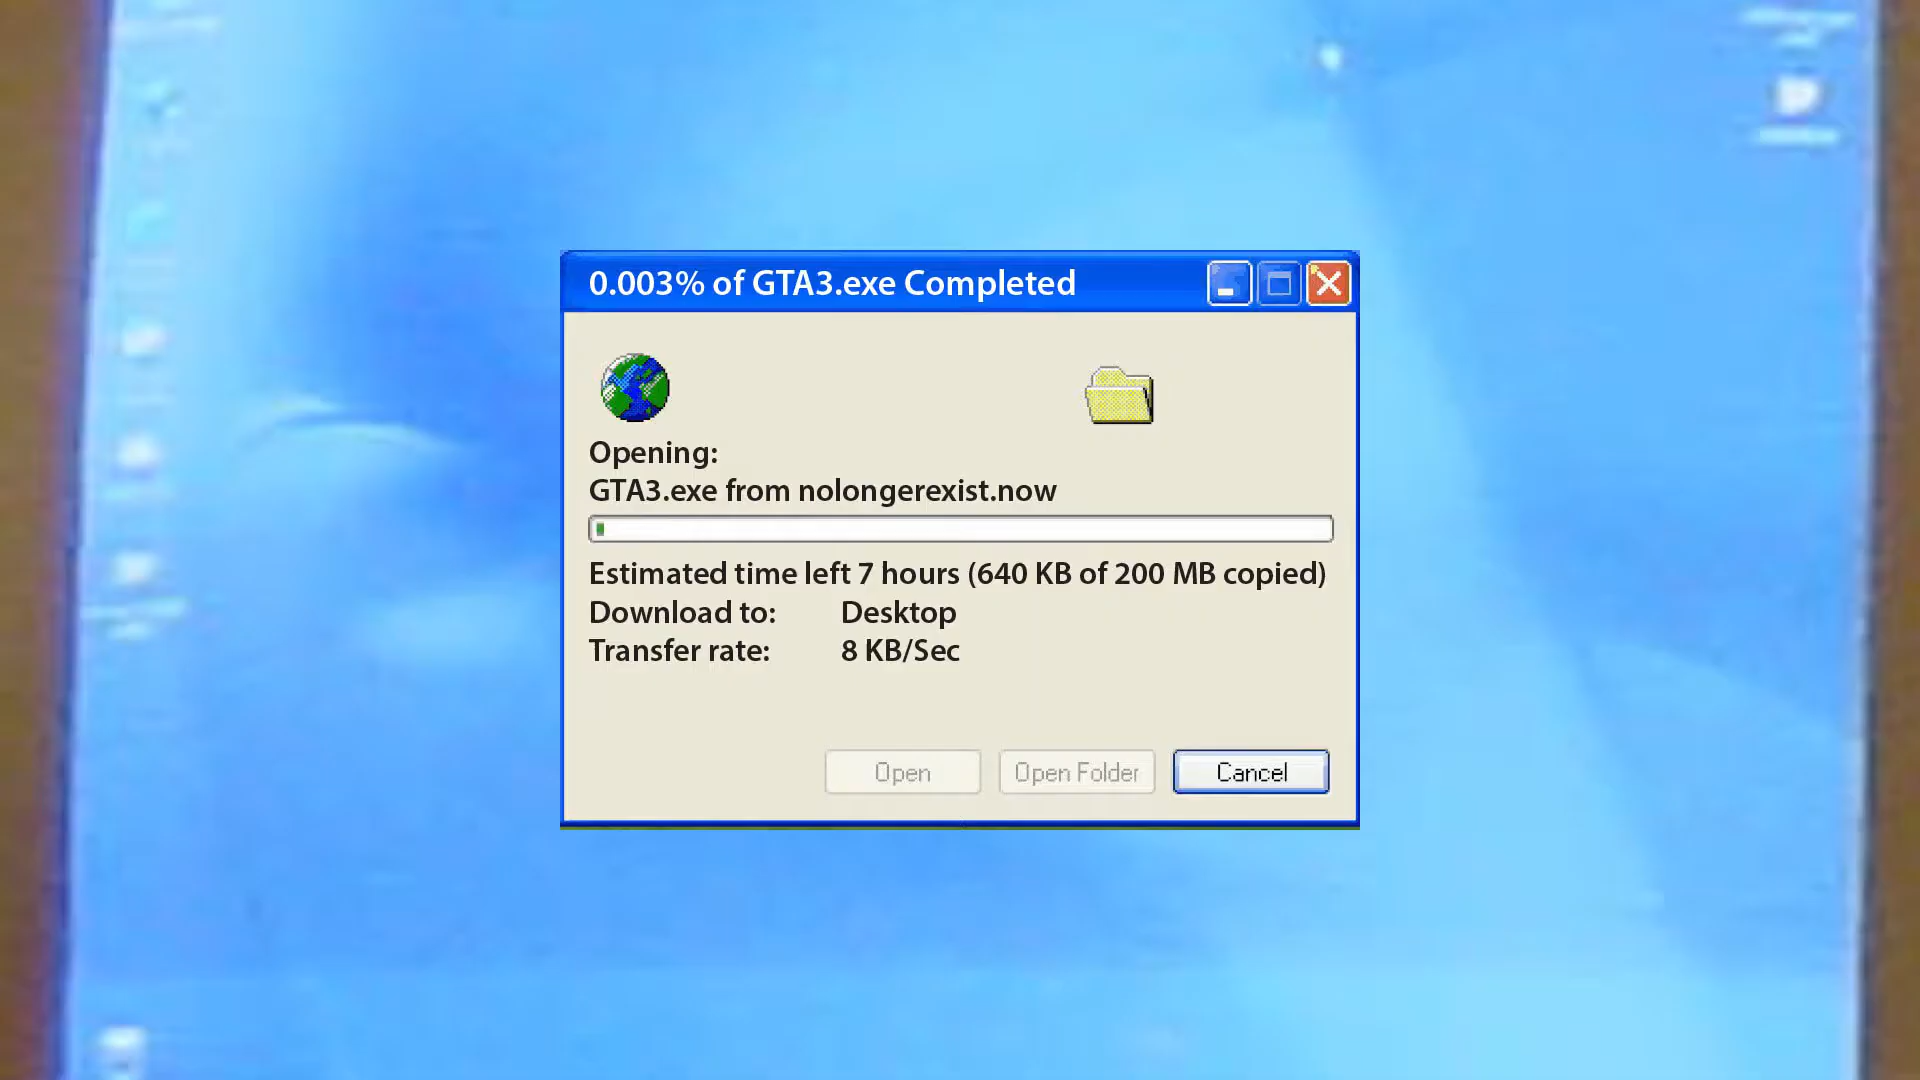 0.003% of GTA3.exe Completed
Opening:
GTA3.exe from nolongerexist.now
Estimated time left 7 hours (640 KB of 200 MB copied)
Download to: Desktop
Transfer rate: 8 KB/Sec
Open Open Folder Cancel